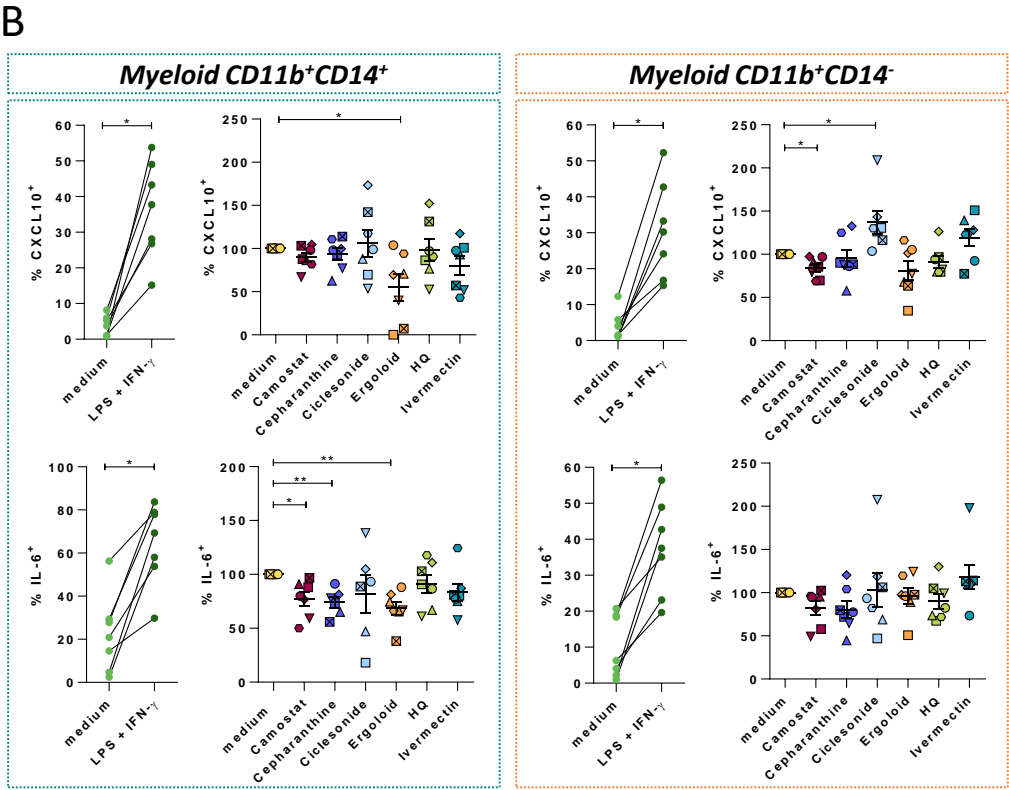 B
Myeloid CD11b⁺CD14⁺
Myeloid CD11b⁺CD14⁻
% CXCL10⁺
60
50
40
30
20
10
0
*
medium
LPS + IFN-γ
% CXCL10⁺
250
200
150
100
50
0
*
medium
Camostat
Cepharanthine
Ciclesonide
Ergoloid
HQ
Ivermectin
% CXCL10⁺
60
50
40
30
20
10
0
*
medium
LPS + IFN-γ
% CXCL10⁺
250
200
150
100
50
0
*
*
medium
Camostat
Cepharanthine
Ciclesonide
Ergoloid
HQ
Ivermectin
% IL-6⁺
100
80
60
40
20
0
*
medium
LPS + IFN-γ
% IL-6⁺
200
150
100
50
0
**
**
*
medium
Camostat
Cepharanthine
Ciclesonide
Ergoloid
HQ
Ivermectin
% IL-6⁺
60
50
40
30
20
10
0
*
medium
LPS + IFN-γ
% IL-6⁺
250
200
150
100
50
0
medium
Camostat
Cepharanthine
Ciclesonide
Ergoloid
HQ
Ivermectin